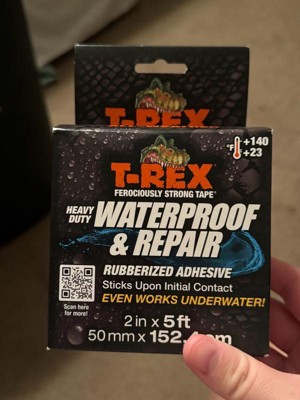 T-REX
°F +140
+23
T-REX
FEROCIOUSLY STRONG TAPE
HEAVY DUTY
WATERPROOF
& REPAIR
RUBBERIZED ADHESIVE
Sticks Upon Initial Contact
EVEN WORKS UNDERWATER!
Scan here
for more!
2 in x 5 ft
50 mm x